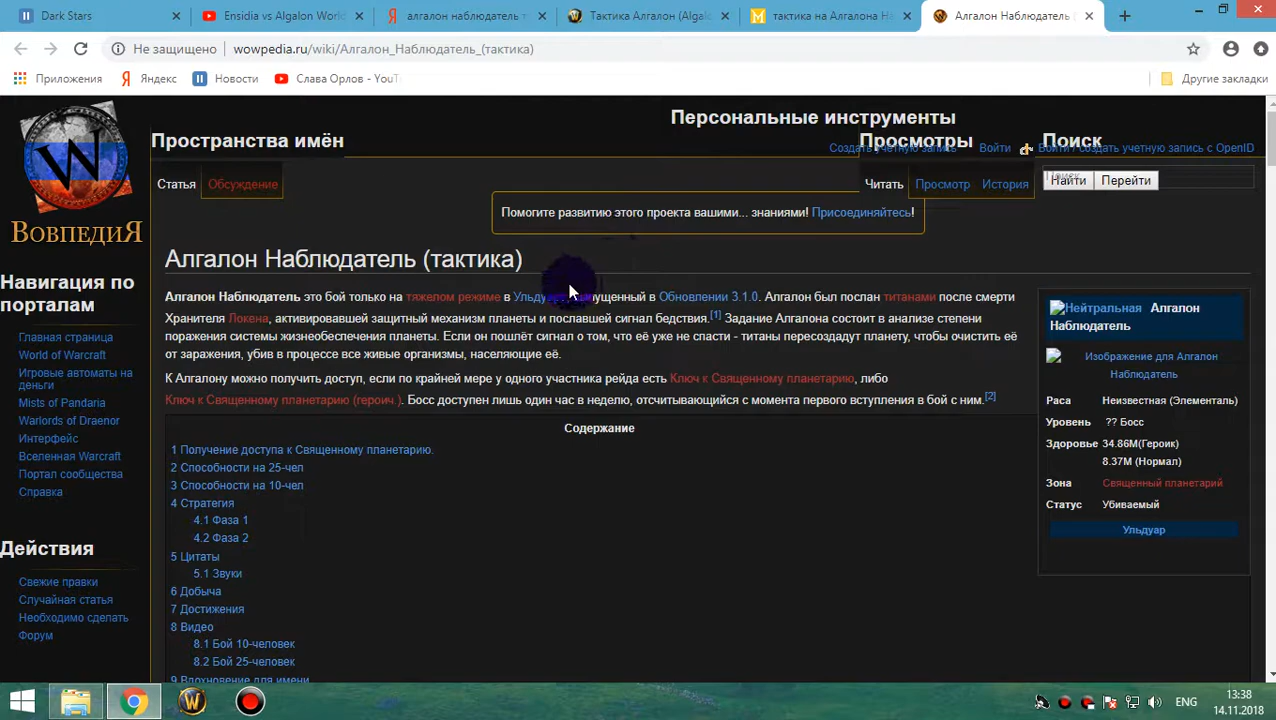 Dark Stars
Ensidia vs Algalon World
алгалон наблюдатель т
Тактика Алгалон (Algal
тактика на Алгалона На
Алгалон Наблюдатель (
Не защищено
wowpedia.ru/wiki/Алгалон_Наблюдатель_(тактика)
Приложения
Яндекс
Новости
Слава Орлов - YouTu
Другие закладки
Персональные инструменты
Пространства имён
Просмотры
Поиск
Создать учетную запись
Войти
Войти / создать учетную запись с OpenID
Статья
Обсуждение
Читать
Просмотр
История
Найти
Перейти
Помогите развитию этого проекта вашими... знаниями! Присоединяйтесь!
ВОВПЕДИЯ
Навигация по
порталам
Главная страница
World of Warcraft
Игровые автоматы на
деньги
Mists of Pandaria
Warlords of Draenor
Интерфейс
Вселенная Warcraft
Портал сообщества
Справка
Действия
Свежие правки
Случайная статья
Необходимо сделать
Форум
Алгалон Наблюдатель (тактика)
Алгалон Наблюдатель это бой только на тяжелом режиме в Ульду ущенный в Обновлении 3.1.0. Алгалон был послан титанами после смерти
Хранителя Локена, активировавшей защитный механизм планеты и пославшей сигнал бедствия.[1] Задание Алгалона состоит в анализе степени
поражения системы жизнеобеспечения планеты. Если он пошлёт сигнал о том, что её уже не спасти - титаны пересоздадут планету, чтобы очистить её
от заражения, убив в процессе все живые организмы, населяющие её.
К Алгалону можно получить доступ, если по крайней мере у одного участника рейда есть Ключ к Священному планетарию, либо
Ключ к Священному планетарию (героич.). Босс доступен лишь один час в неделю, отсчитывающийся с момента первого вступления в бой с ним.[2]
Содержание
1 Получение доступа к Священному планетарию.
2 Способности на 25-чел
3 Способности на 10-чел
4 Стратегия
4.1 Фаза 1
4.2 Фаза 2
5 Цитаты
5.1 Звуки
6 Добыча
7 Достижения
8 Видео
8.1 Бой 10-человек
8.2 Бой 25-человек
9 Вдохновение для имени
Нейтральная Алгалон
Наблюдатель
Изображение для Алгалон
Наблюдатель
Раса Неизвестная (Элементаль)
Уровень ?? Босс
Здоровье 34.86M(Героик)
8.37M (Нормал)
Зона Священный планетарий
Статус Убиваемый
Ульдуар
ENG
13:38
14.11.2018